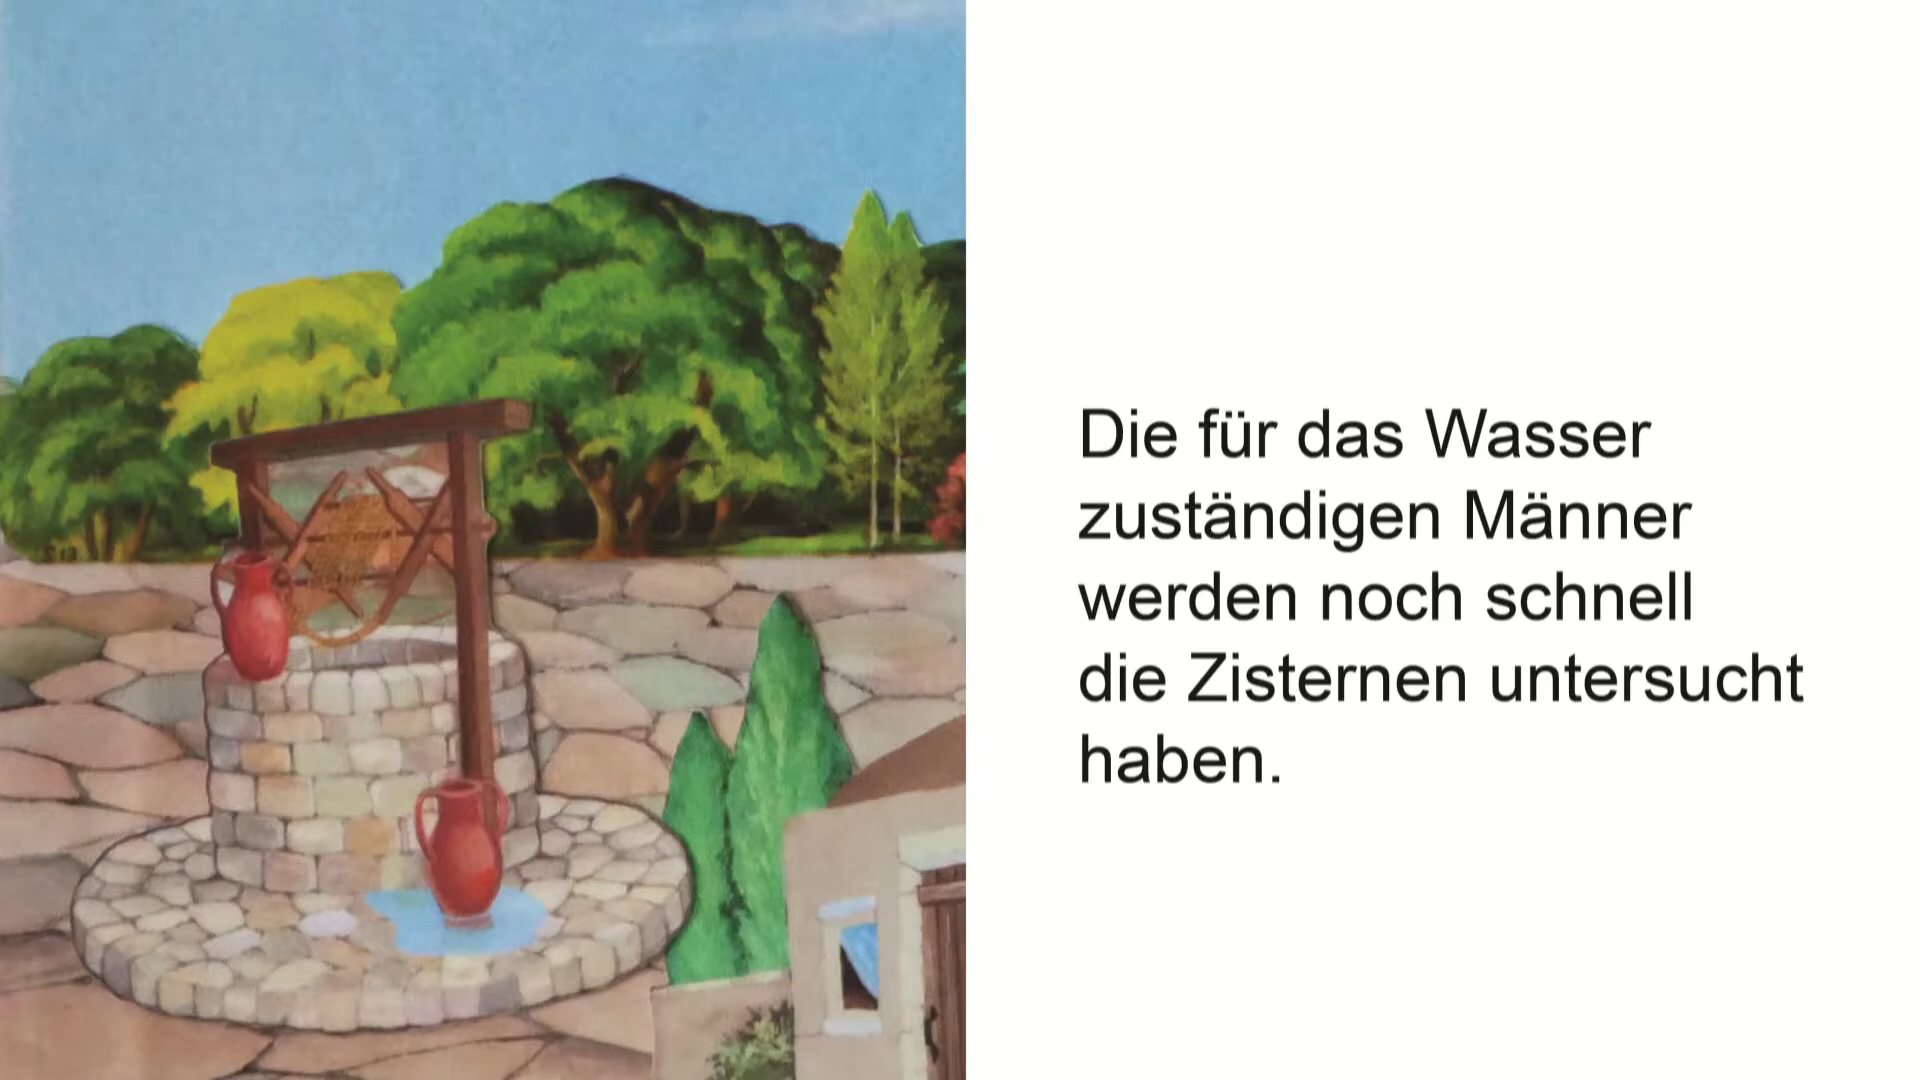 Die für das Wasser
zuständigen Männer
werden noch schnell
die Zisternen untersucht
haben.